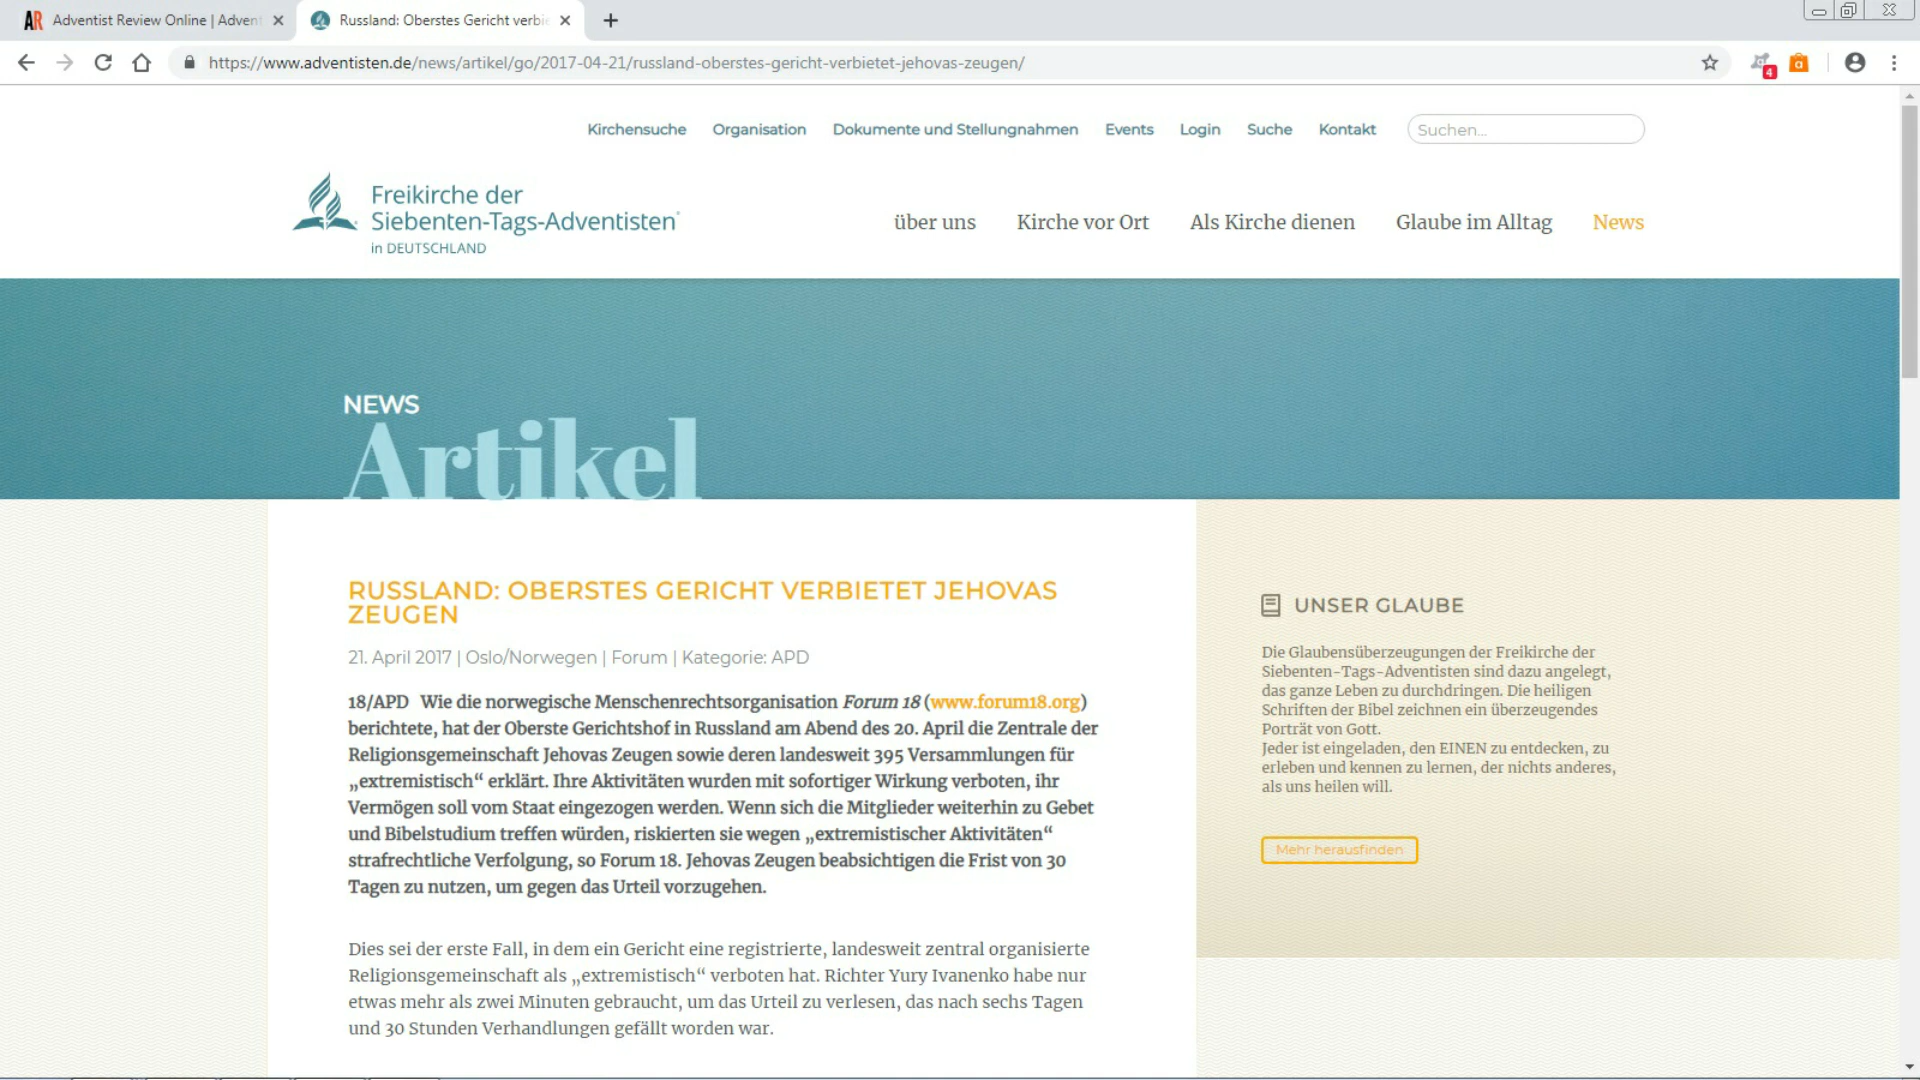 Adventist Review Online | Advent
Russland: Oberstes Gericht verbie
https://www.adventisten.de/news/artikel/go/2017-04-21/russland-oberstes-gericht-verbietet-jehovas-zeugen/
4
Kirchensuche Organisation Dokumente und Stellungnahmen Events Login Suche Kontakt Suchen...
Freikirche der
Siebenten-Tags-Adventisten
in DEUTSCHLAND
über uns Kirche vor Ort Als Kirche dienen Glaube im Alltag News
NEWS
Artikel
RUSSLAND: OBERSTES GERICHT VERBIETET JEHOVAS
ZEUGEN
21. April 2017 | Oslo/Norwegen | Forum | Kategorie: APD
18/APD Wie die norwegische Menschenrechtsorganisation Forum 18 (www.forum18.org)
berichtete, hat der Oberste Gerichtshof in Russland am Abend des 20. April die Zentrale der
Religionsgemeinschaft Jehovas Zeugen sowie deren landesweit 395 Versammlungen für
„extremistisch“ erklärt. Ihre Aktivitäten wurden mit sofortiger Wirkung verboten, ihr
Vermögen soll vom Staat eingezogen werden. Wenn sich die Mitglieder weiterhin zu Gebet
und Bibelstudium treffen würden, riskierten sie wegen „extremistischer Aktivitäten“
strafrechtliche Verfolgung, so Forum 18. Jehovas Zeugen beabsichtigen die Frist von 30
Tagen zu nutzen, um gegen das Urteil vorzugehen.
Dies sei der erste Fall, in dem ein Gericht eine registrierte, landesweit zentral organisierte
Religionsgemeinschaft als „extremistisch“ verboten hat. Richter Yury Ivanenko habe nur
etwas mehr als zwei Minuten gebraucht, um das Urteil zu verlesen, das nach sechs Tagen
und 30 Stunden Verhandlungen gefällt worden war.
UNSER GLAUBE
Die Glaubensüberzeugungen der Freikirche der
Siebenten-Tags-Adventisten sind dazu angelegt,
das ganze Leben zu durchdringen. Die heiligen
Schriften der Bibel zeichnen ein überzeugendes
Porträt von Gott.
Jeder ist eingeladen, den EINEN zu entdecken, zu
erleben und kennen zu lernen, der nichts anderes,
als uns heilen will.
Mehr herausfinden